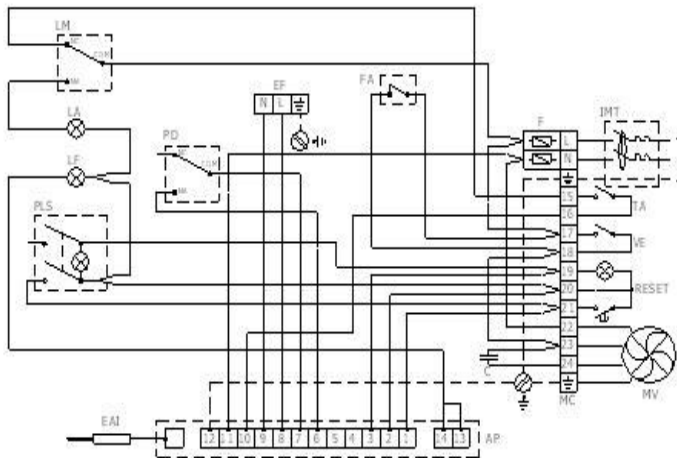 LM
NC
COM
NA
LA
LF
PLS
PD
NC
COM
NA
EF
N L
FA
F
L
N
IMT
15
16
17
18
19
20
21
22
23
24
TA
VE
RESET
C
MC
MV
EAI
12 11 10 9 8 7 6 5 4 3 2 1 14 13
AP